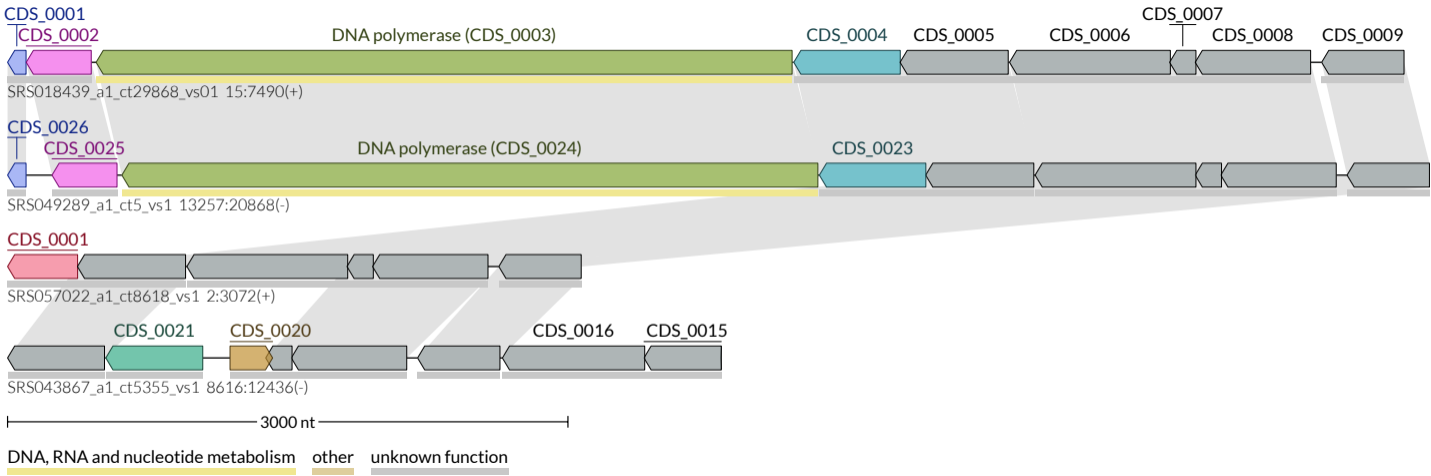 CDS_0001 CDS_0007
CDS_0002 DNA polymerase (CDS_0003) CDS_0004 CDS_0005 CDS_0006 CDS_0008 CDS_0009
SRS018439_a1_ct29868_vs01 15:7490(+)
CDS_0026
CDS_0025 DNA polymerase (CDS_0024) CDS_0023
SRS049289_a1_ct5_vs1 13257:20868(-)
CDS_0001
SRS057022_a1_ct8618_vs1 2:3072(+)
CDS_0021 CDS_0020 CDS_0016 CDS_0015
SRS043867_a1_ct5355_vs1 8616:12436(-)
3000 nt
DNA, RNA and nucleotide metabolism other unknown function